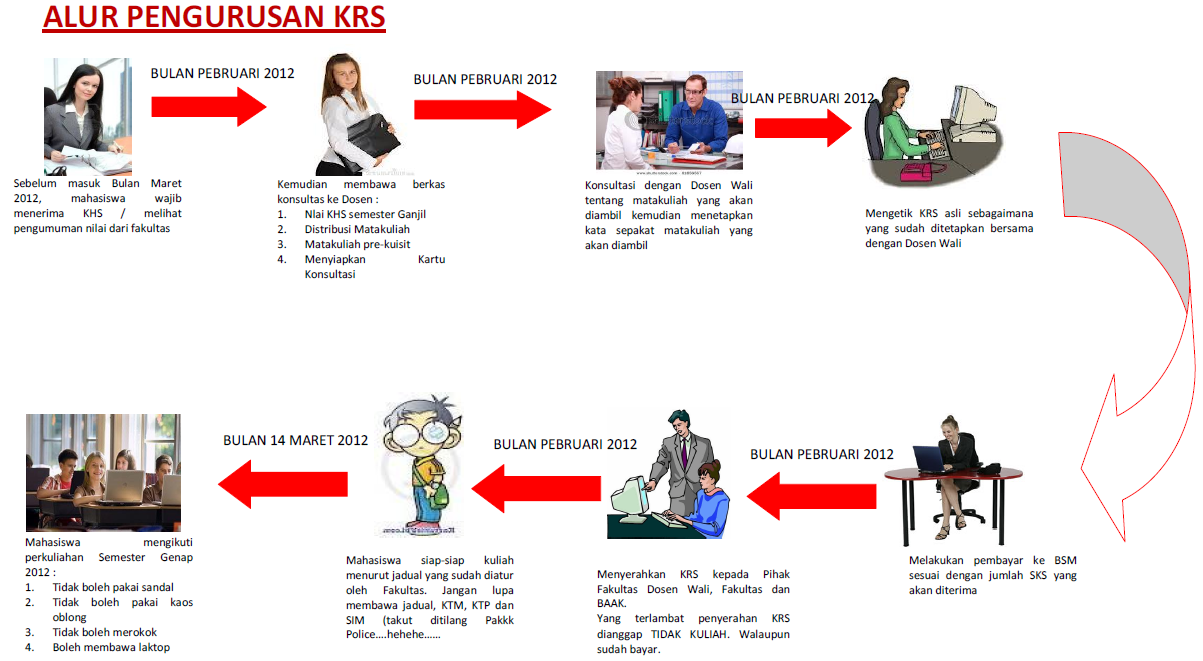 ALUR PENGURUSAN KRS
BULAN PEBRUARI 2012
BULAN PEBRUARI 2012
BULAN PEBRUARI 2012
Sebelum masuk Bulan Maret
2012, mahasiswa wajib
menerima KHS / melihat
pengumuman nilai dari fakultas
Kemudian membawa berkas
konsultas ke Dosen :
1. Nlai KHS semester Ganjil
2. Distribusi Matakuliah
3. Matakuliah pre-kuisit
4. Menyiapkan Kartu
Konsultasi
Konsultasi dengan Dosen Wali
tentang matakuliah yang akan
diambil kemudian menetapkan
kata sepakat matakuliah yang
akan diambil
Mengetik KRS asli sebagaimana
yang sudah ditetapkan bersama
dengan Dosen Wali
BULAN PEBRUARI 2012
Melakukan pembayar ke BSM
sesuai dengan jumlah SKS yang
akan diterima
BULAN PEBRUARI 2012
Menyerahkan KRS kepada Pihak
Fakultas Dosen Wali, Fakultas dan
BAAK.
Yang terlambat penyerahan KRS
dianggap TIDAK KULIAH. Walaupun
sudah bayar.
BULAN 14 MARET 2012
Mahasiswa siap-siap kuliah
menurut jadual yang sudah diatur
oleh Fakultas. Jangan lupa
membawa jadual, KTM, KTP dan
SIM (takut ditilang Pakkk
Police....hehehe......
Mahasiswa mengikuti
perkuliahan Semester Genap
2012 :
1. Tidak boleh pakai sandal
2. Tidak boleh pakai kaos
oblong
3. Tidak boleh merokok
4. Boleh membawa laktop